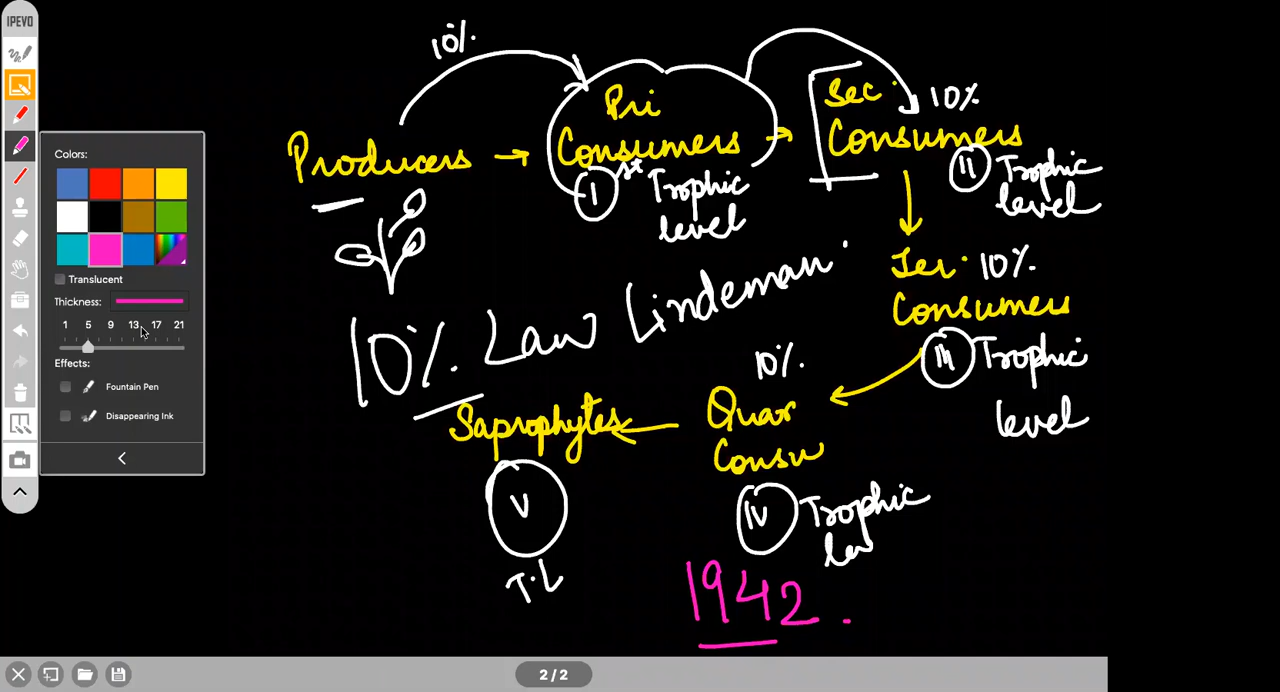 IPEVO
Colors:
Translucent
Thickness:
1 5 9 13 17 21
Effects:
Fountain Pen
Disappearing Ink
10%
Producers → Pri Consumers → Sec. Consumers
10%
I st Trophic level
II Trophic level
Ter. 10%
Consumers
III Trophic level
10% Law Lindeman
10%
Quar
Consu
Saprophytes
IV Trophic
V
T.L
1942.
2/2